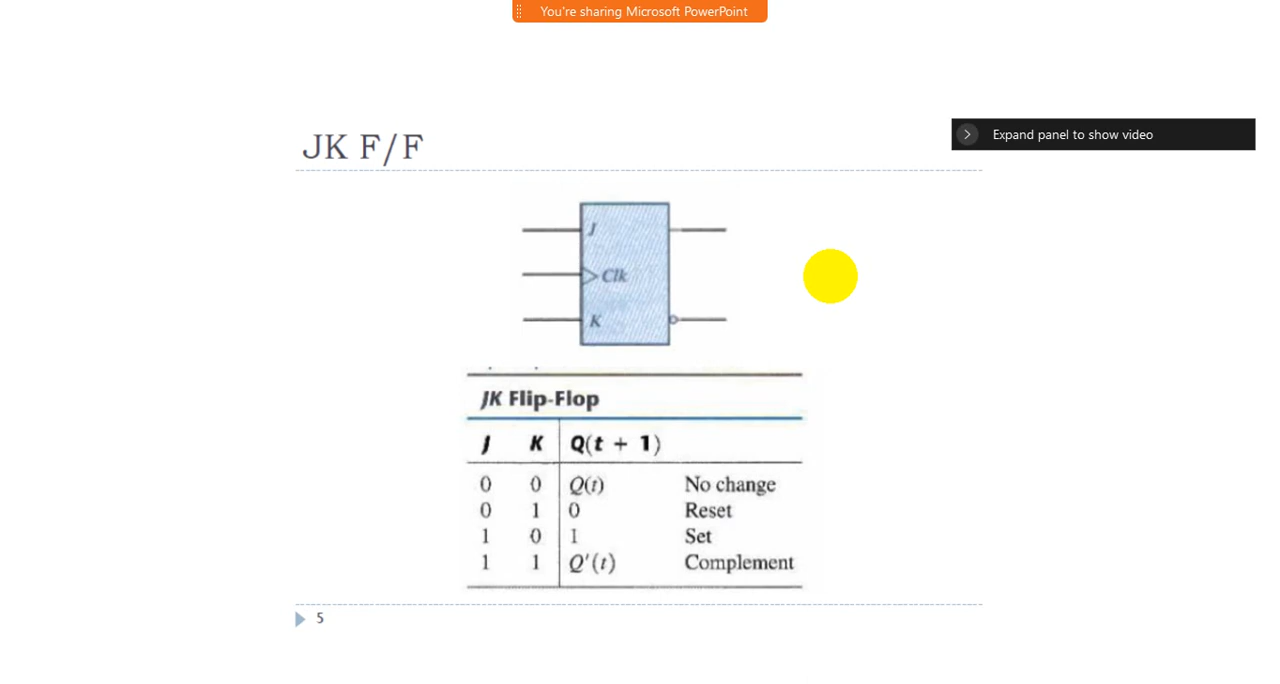 You're sharing Microsoft PowerPoint
Expand panel to show video
JK F/F
J
Clk
K
JK Flip-Flop
J K Q(t + 1)
0 0 Q(t) No change
0 1 0 Reset
1 0 1 Set
1 1 Q'(t) Complement
5